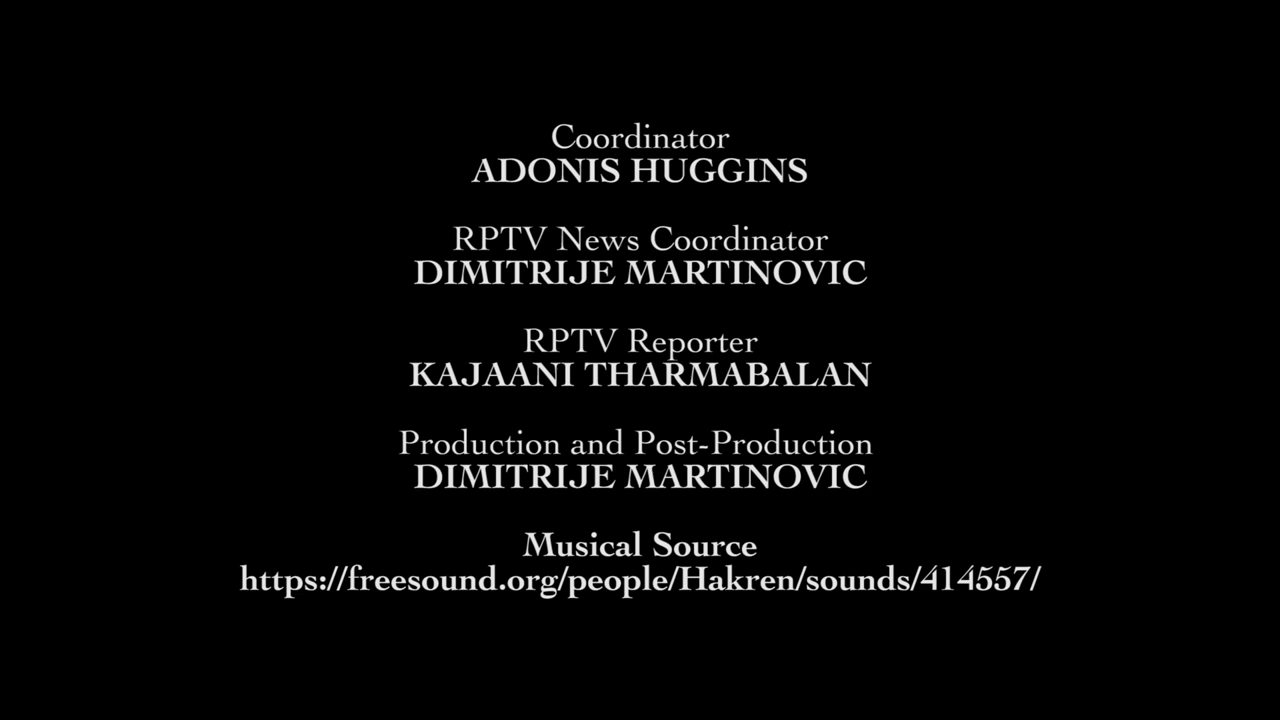 Coordinator
ADONIS HUGGINS
RPTV News Coordinator
DIMITRIJE MARTINOVIC
RPTV Reporter
KAJAANI THARMABALAN
Production and Post-Production
DIMITRIJE MARTINOVIC
Musical Source
https://freesound.org/people/Hakren/sounds/414557/